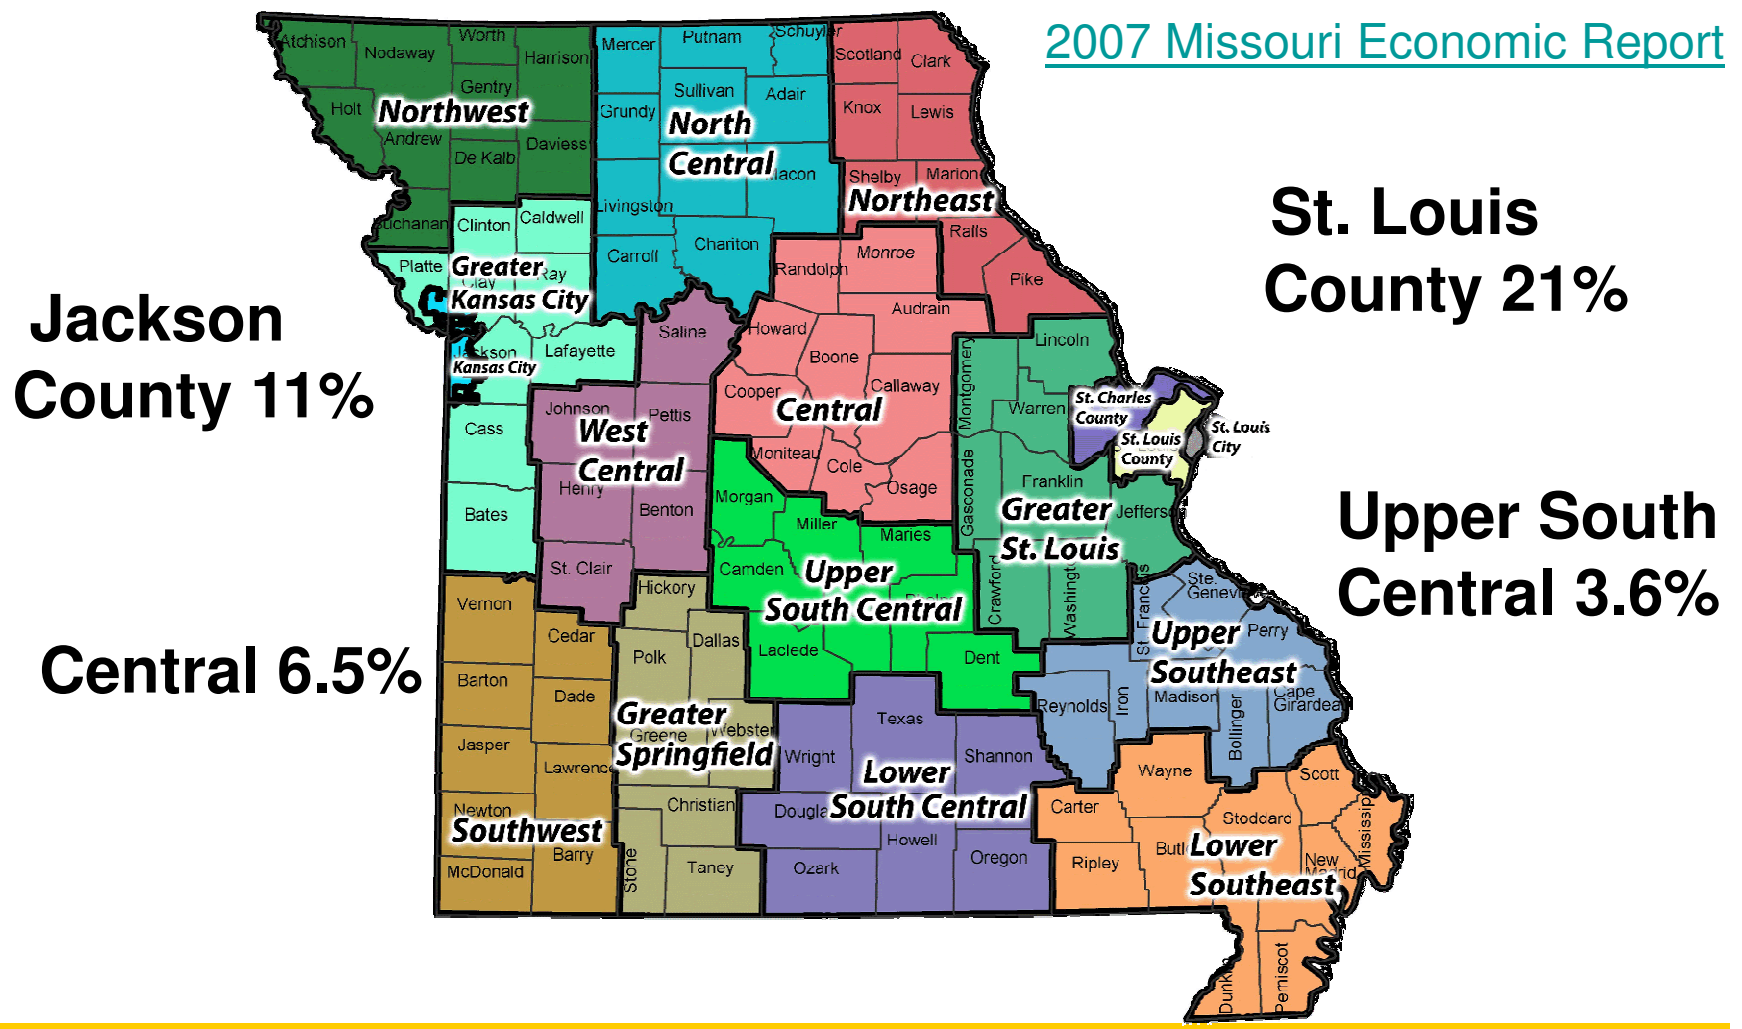 2007 Missouri Economic Report
Atchison
Nodaway
Worth
Harrison
Mercer
Putnam
Schuyler
Scotland
Clark
Gentry
Holt
Northwest
Andrew
De Kalb
Daviess
Grundy
Sullivan
Adair
North
Central
Knox
Lewis
Shelby
Marion
Northeast
Livingston
Clinton
Caldwell
Platte
Greater
Ray
Clay
Kansas City
Carroll
Chariton
Randolph
Monroe
Ralls
Pike
St. Louis
County 21%
Jackson
County 11%
Kansas City
Lafayette
Saline
Howard
Boone
Audrain
Callaway
Cooper
Central
Moniteau
Cole
Osage
Montgomery
Lincoln
Warren
St. Charles
County
St. Louis
County
St. Louis
City
Cass
Bates
Johnson
Pettis
West
Central
Henry
Benton
St. Clair
Morgan
Miller
Maries
Camden
Upper
South Central
Laclede
Dent
Gasconade
Franklin
Jefferson
Greater
St. Louis
Crawford
Upper South
Central 3.6%
Central 6.5%
Vernon
Cedar
Hickory
Dallas
Polk
Barton
Dade
Greater
Greene
Webster
Springfield
Jasper
Lawrence
Newton
Southwest
Barry
McDonald
Christian
Stone
Taney
Texas
Wright
Shannon
Lower
South Central
Howell
Ozark
Oregon
Ste.
Perry
Upper
Southeast
Reynolds
Iron
Madison
Bollinger
Cape
Wayne
Scott
Carter
Stoddard
Ripley
Lower
New
Southeast
Pemiscot